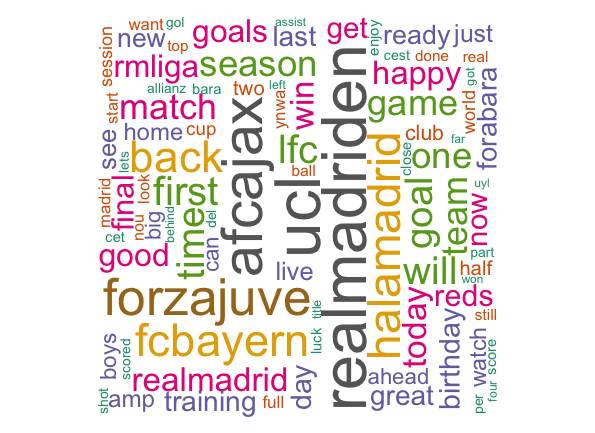 want
gol
assist
new
goals
last
get
enjoy
ready
just
session
top
cest
done
real
rmliga
season
happy
forabara
start
allianz
bara
two
left
got
world
match
win
ynwa
game
see
home
cup
lfc
club
far
lets
back
ball
close
one
madrid
final
look
first
afcajax
ucl
realmadriden
halamadrid
goal
team
now
uyl
nou
big
behind
time
can
del
cet
good
live
will
part
half
won
forzajuve
today
reds
still
fcbayern
luck
title
boys
scored
realmadrid
day
ahead
birthday
watch
score
shot
amp
training
full
great
per
four